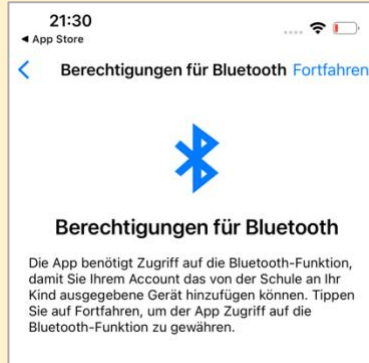 21:30
◀ App Store
Berechtigungen für Bluetooth Fortfahren
Berechtigungen für Bluetooth
Die App benötigt Zugriff auf die Bluetooth-Funktion,
damit Sie Ihrem Account das von der Schule an Ihr
Kind ausgegebene Gerät hinzufügen können. Tippen
Sie auf Fortfahren, um der App Zugriff auf die
Bluetooth-Funktion zu gewähren.